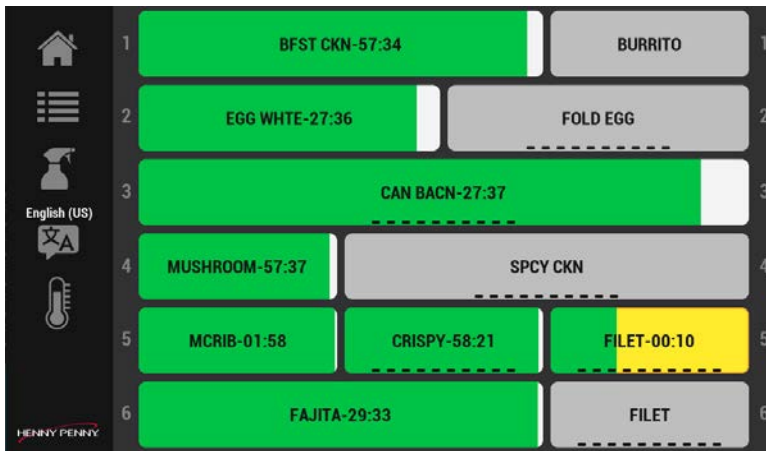 1 BFST CKN-57:34 BURRITO 1
2 EGG WHTE-27:36 FOLD EGG 2
English (US)
3 CAN BACN-27:37 3
文A
4 MUSHROOM-57:37 SPCY CKN 4
5 MCRIB-01:58 CRISPY-58:21 FILET-00:10 5
6 FAJITA-29:33 FILET 6
HENNY PENNY